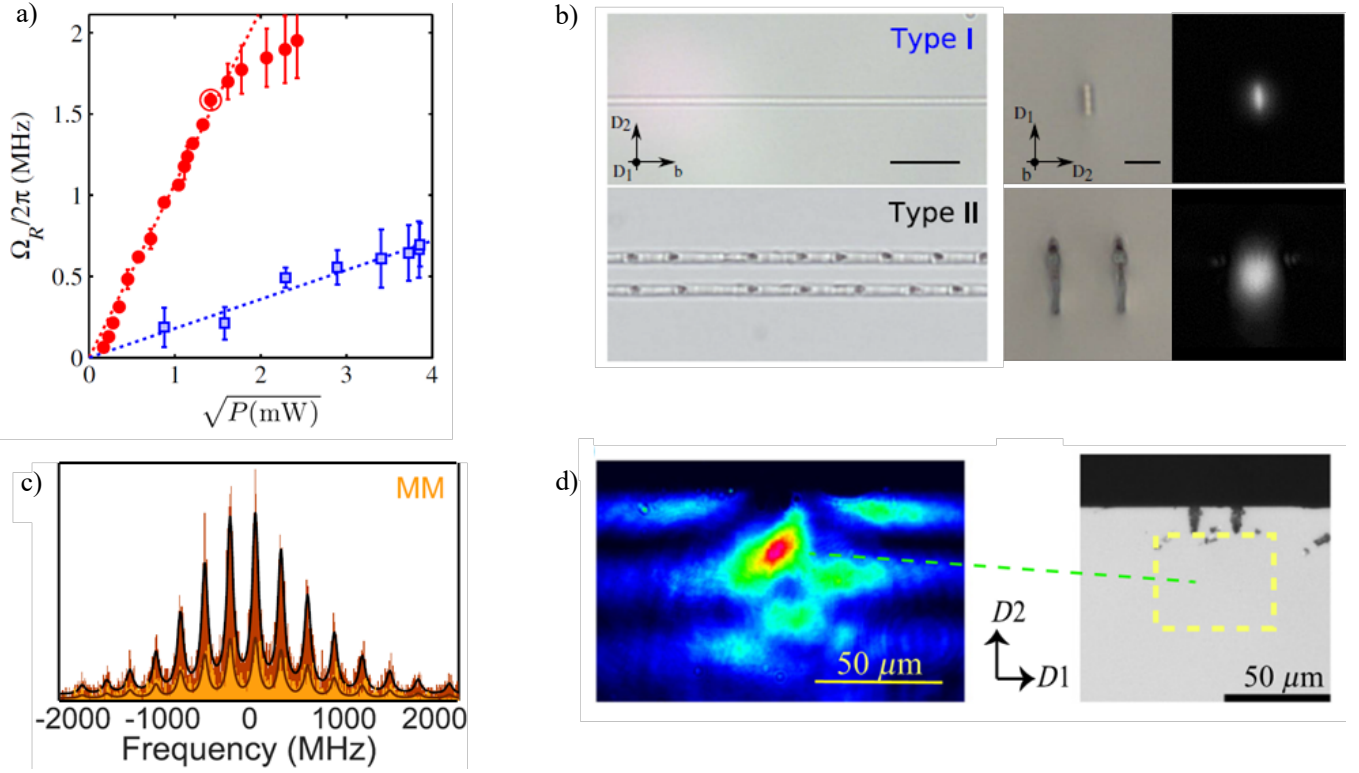 a)
2
1.5
1
0.5
0
0 1 2 3 4
Ω_R/2π (MHz)
√P(mW)
b)
Type I
D2
D1 b
Type II
D1
b D2
c)
MM
-2000 -1000 0 1000 2000
Frequency (MHz)
d)
50 μm
D2
D1
50 μm